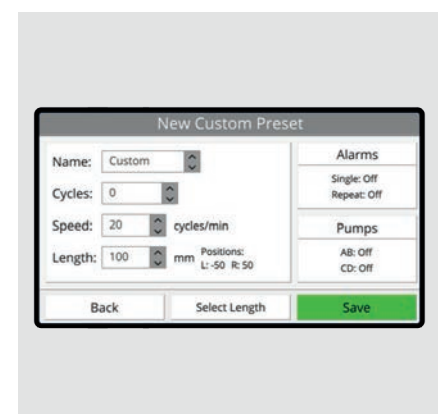 New Custom Preset
Name: Custom
Cycles: 0
Speed: 20 cycles/min
Length: 100 mm Positions:
L: -50 R: 50
Alarms
Single: Off
Repeat: Off
Pumps
AB: Off
CD: Off
Back Select Length Save